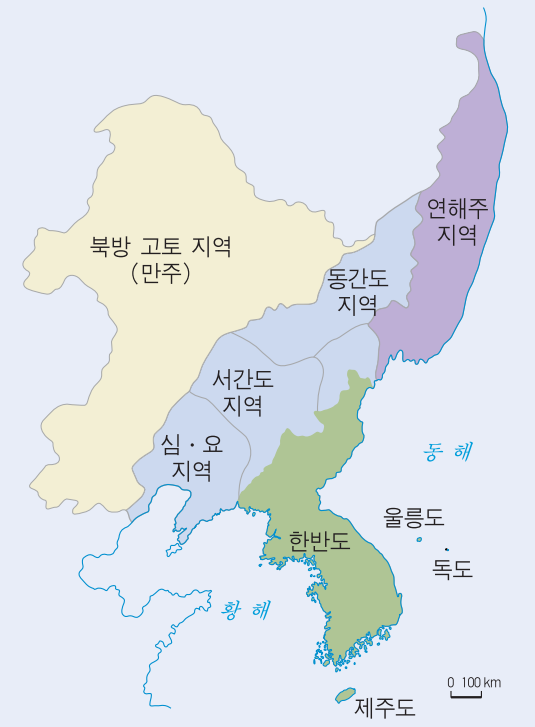 연해주
지역
북방 고토 지역
(만주)
동간도
지역
서간도
지역
심·요
지역
동 해
울릉도
한반도
독도
황 해
0 100 km
제주도